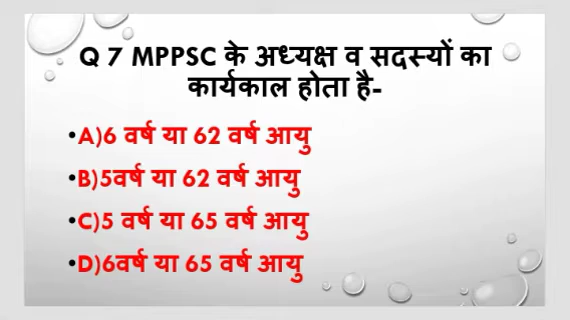 Q 7 MPPSC के अध्यक्ष व सदस्यों का
कार्यकाल होता है-
•A)6 वर्ष या 62 वर्ष आयु
•B)5वर्ष या 62 वर्ष आयु
•C)5 वर्ष या 65 वर्ष आयु
•D)6वर्ष या 65 वर्ष आयु